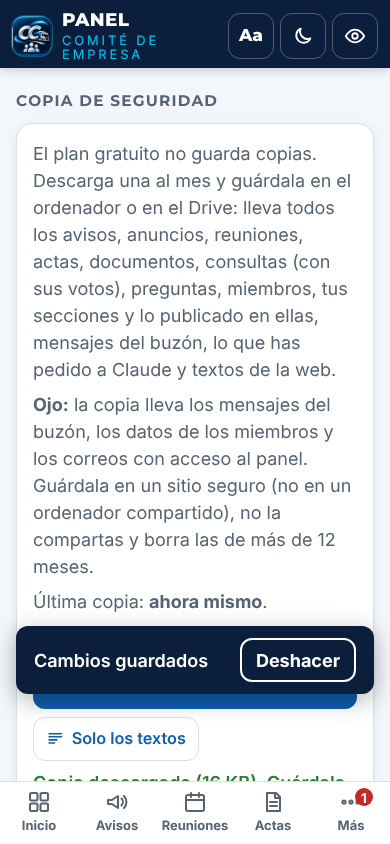 PANEL
COMITÉ DE
EMPRESA
Aa
COPIA DE SEGURIDAD
El plan gratuito no guarda copias.
Descarga una al mes y guárdala en el
ordenador o en el Drive: lleva todos
los avisos, anuncios, reuniones,
actas, documentos, consultas (con
sus votos), preguntas, miembros, tus
secciones y lo publicado en ellas,
mensajes del buzón, lo que has
pedido a Claude y textos de la web.
Ojo: la copia lleva los mensajes del
buzón, los datos de los miembros y
los correos con acceso al panel.
Guárdala en un sitio seguro (no en un
ordenador compartido), no la
compartas y borra las de más de 12
meses.
Última copia: ahora mismo.
Cambios guardados
Deshacer
Solo los textos
Copia descargada (16 KB). Guárdala
1
Inicio
Avisos
Reuniones
Actas
Más